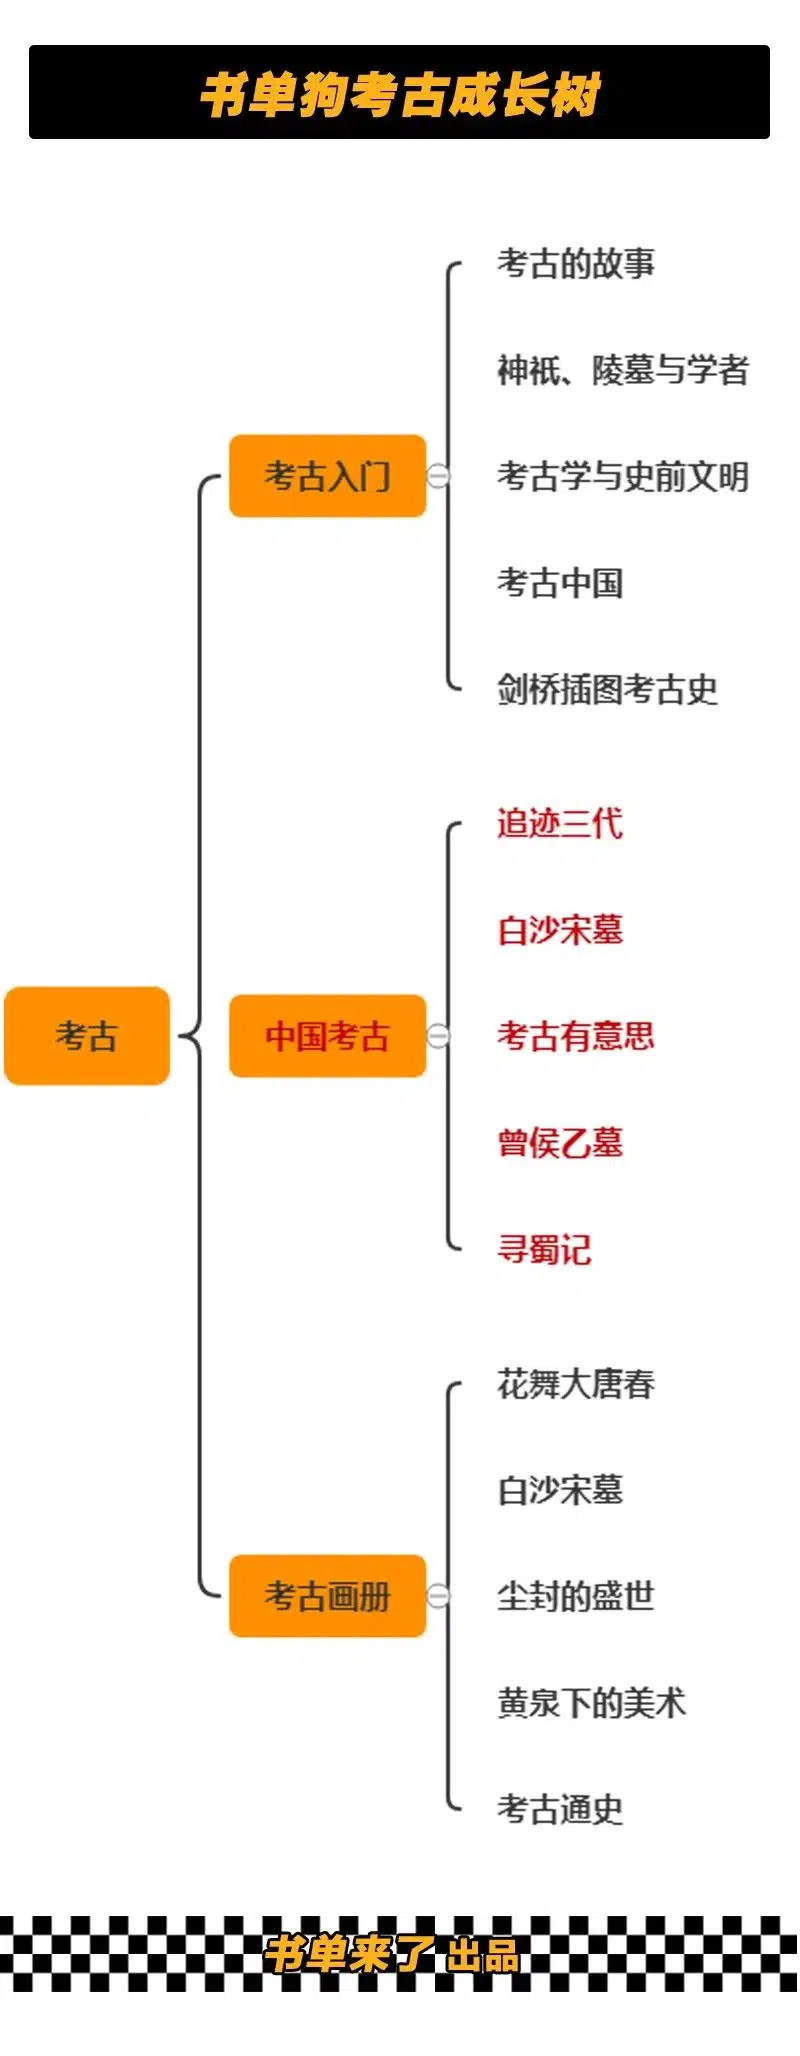 书单狗考古成长树
考古的故事
神祇、陵墓与学者
考古入门
考古学与史前文明
考古中国
剑桥插图考古史
追迹三代
白沙宋墓
考古
中国考古
考古有意思
曾侯乙墓
寻蜀记
花舞大唐春
白沙宋墓
考古画册
尘封的盛世
黄泉下的美术
考古通史
书单来了 出品